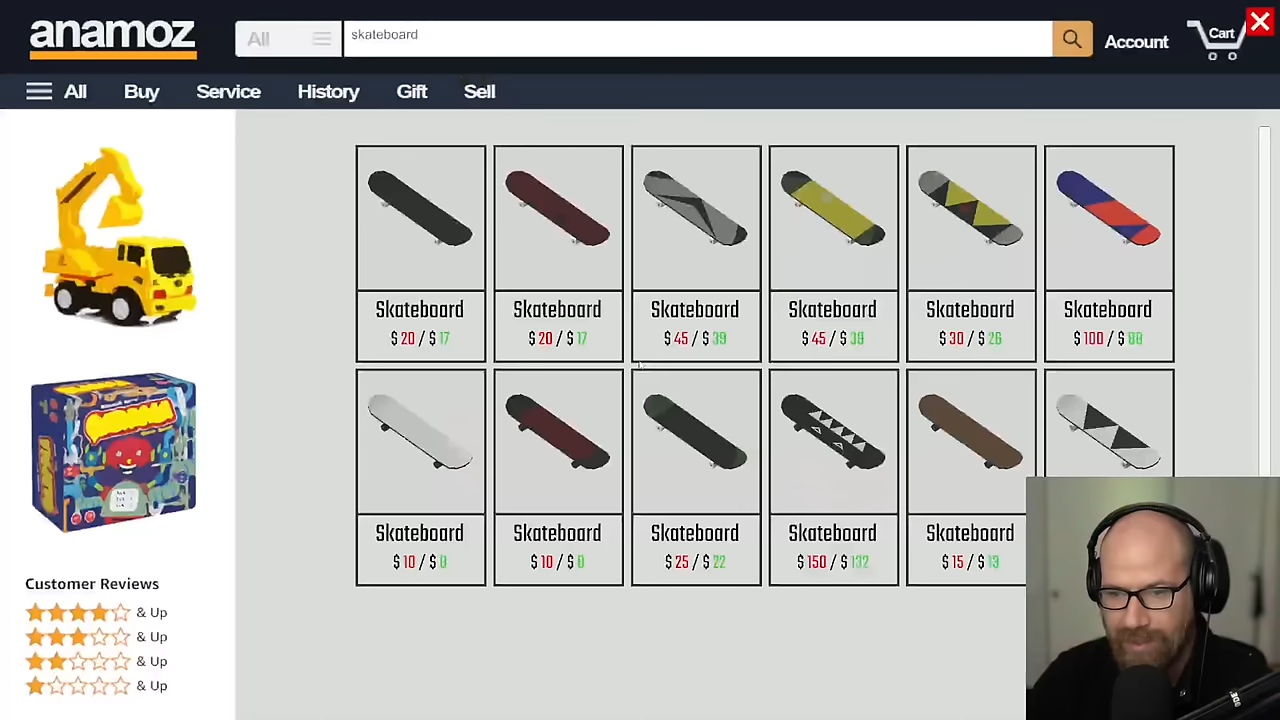 anamoz
All
skateboard
Account
Cart
All Buy Service History Gift Sell
Skateboard Skateboard Skateboard Skateboard Skateboard Skateboard
$ 20 / $ 17 $ 20 / $ 17 $ 45 / $ 39 $ 45 / $ 39 $ 30 / $ 26 $ 100 / $ 88
Skateboard Skateboard Skateboard Skateboard Skateboard
$ 10 / $ $ 10 / $ $ 25 / $ 22 $ 150 / $ 132 $ 15 / $ 13
Customer Reviews
& Up
& Up
& Up
& Up